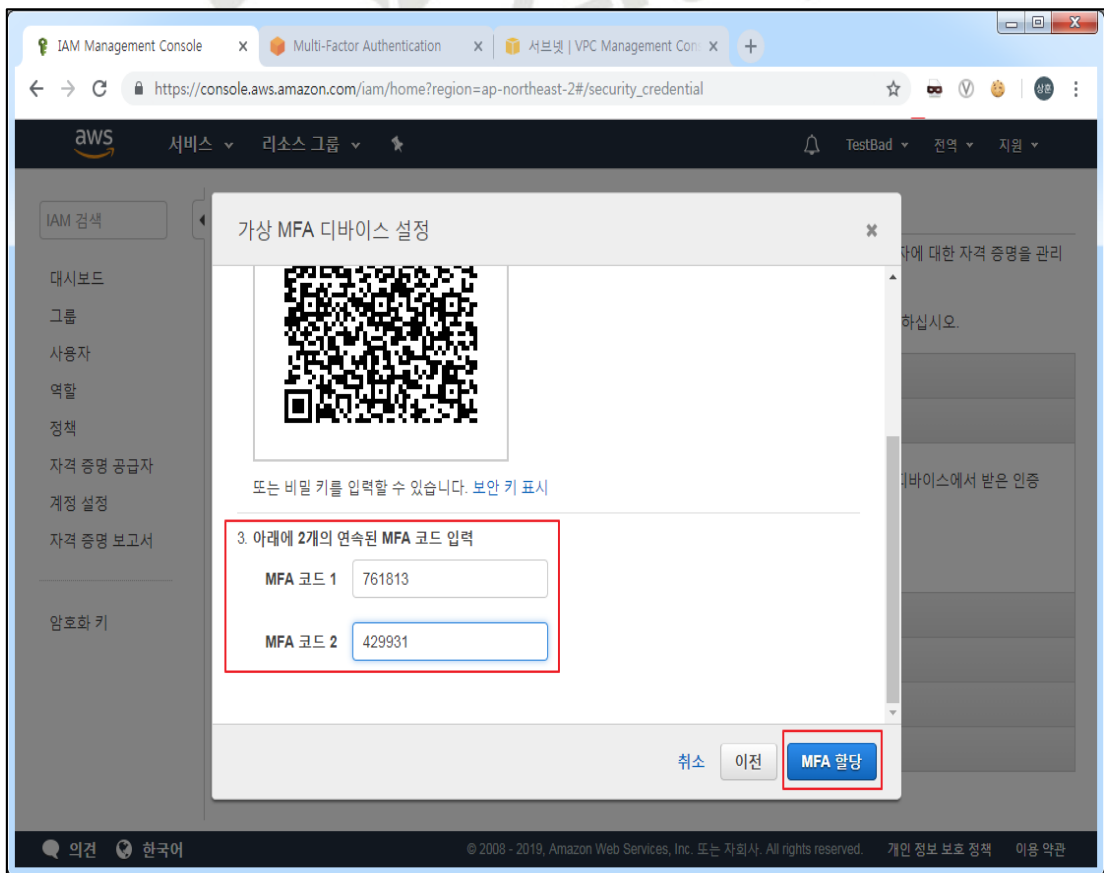 IAM Management Console
Multi-Factor Authentication
서브넷 | VPC Management Con
https://console.aws.amazon.com/iam/home?region=ap-northeast-2#/security_credential
상훈
aws 서비스 리소스 그룹 TestBad 전역 지원
IAM 검색
대시보드
그룹
사용자
역할
정책
자격 증명 공급자
계정 설정
자격 증명 보고서
암호화 키
자에 대한 자격 증명을 관리
하십시오.
디바이스에서 받은 인증
가상 MFA 디바이스 설정
또는 비밀 키를 입력할 수 있습니다. 보안 키 표시
3. 아래에 2개의 연속된 MFA 코드 입력
MFA 코드 1 761813
MFA 코드 2 429931
취소 이전 MFA 할당
의견 한국어 © 2008 - 2019, Amazon Web Services, Inc. 또는 자회사. All rights reserved. 개인 정보 보호 정책 이용 약관